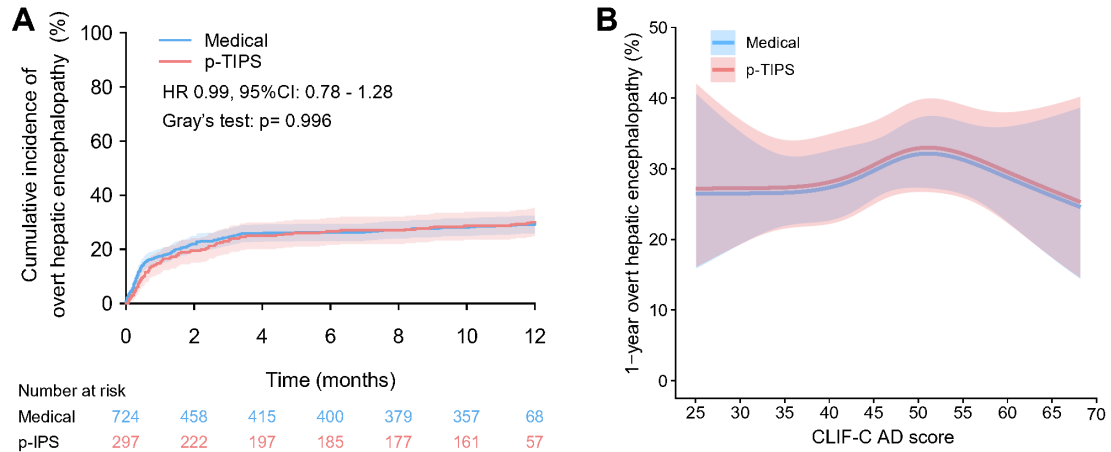 A
Cumulative incidence of
overt hepatic encephalopathy (%)
100
80
60
40
20
0
Medical
p-TIPS
HR 0.99, 95%CI: 0.78 - 1.28
Gray's test: p= 0.996
0 2 4 6 8 10 12
Time (months)
Number at risk
Medical 724 458 415 400 379 357 68
p-IPS 297 222 197 185 177 161 57
B
1−year overt hepatic encephalopathy (%)
50
40
30
20
10
0
Medical
p-TIPS
25 30 35 40 45 50 55 60 65 70
CLIF-C AD score